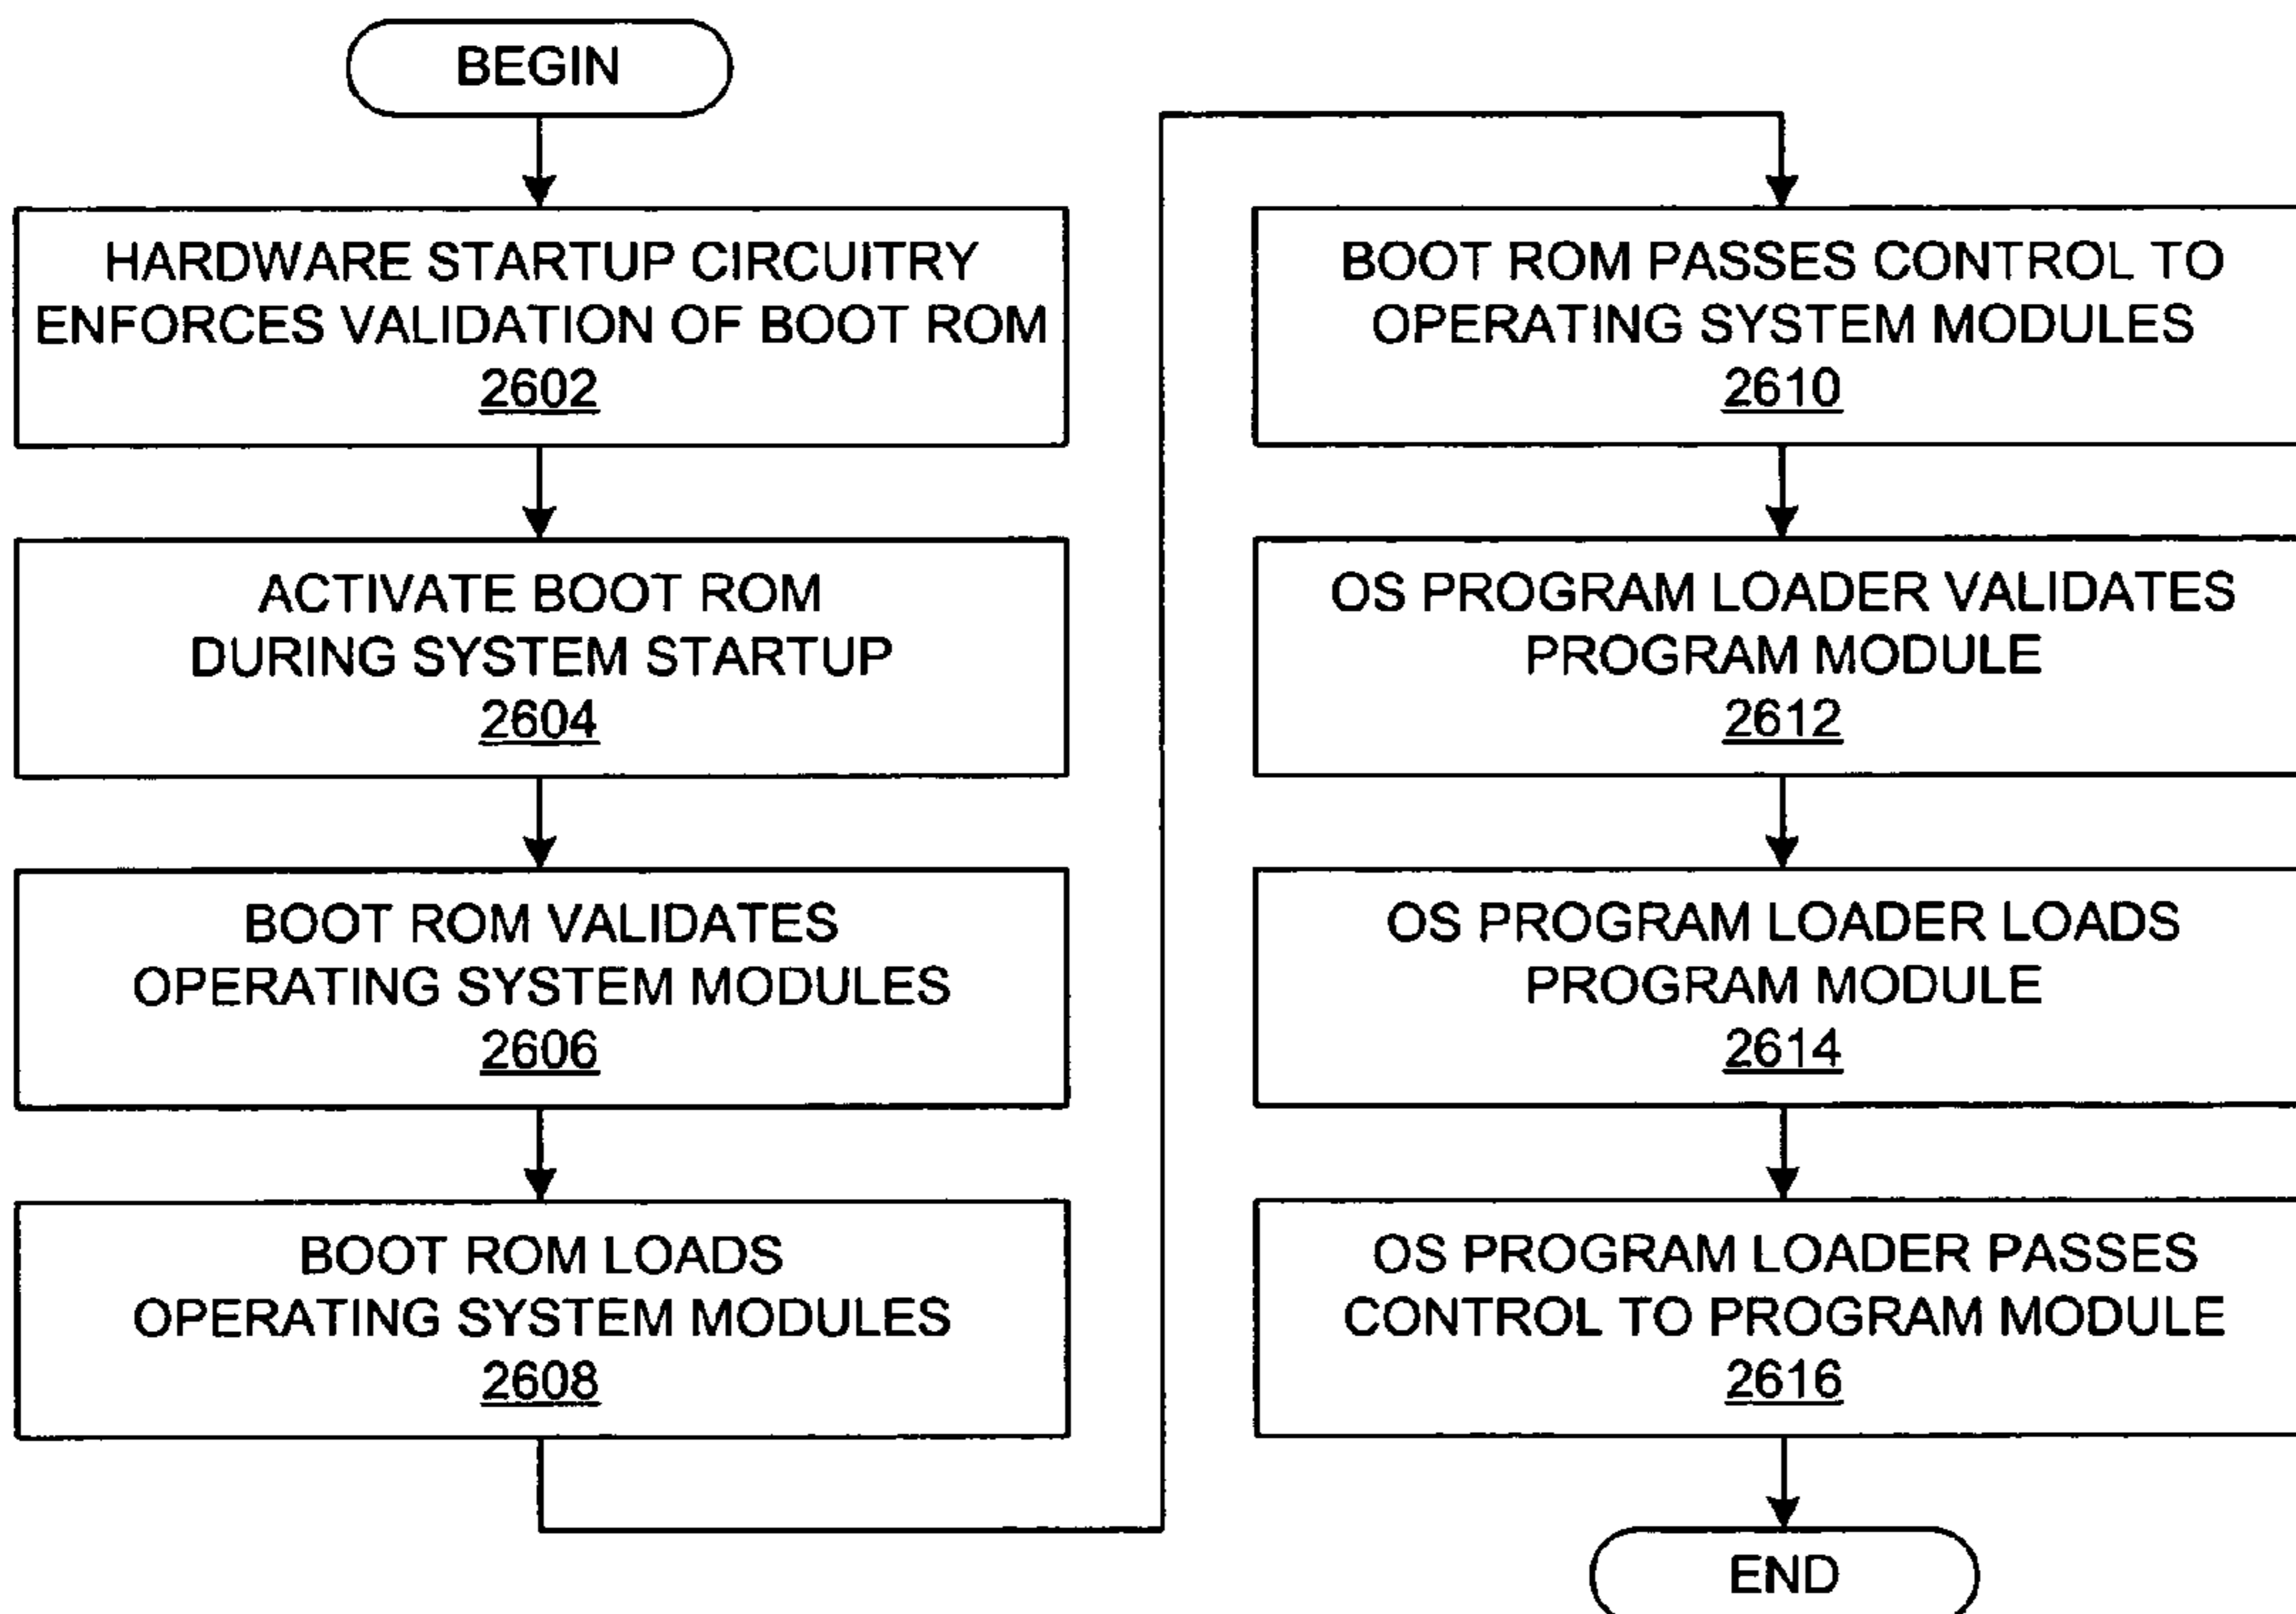 BEGIN
HARDWARE STARTUP CIRCUITRY
ENFORCES VALIDATION OF BOOT ROM
2602
ACTIVATE BOOT ROM
DURING SYSTEM STARTUP
2604
BOOT ROM VALIDATES
OPERATING SYSTEM MODULES
2606
BOOT ROM LOADS
OPERATING SYSTEM MODULES
2608
BOOT ROM PASSES CONTROL TO
OPERATING SYSTEM MODULES
2610
OS PROGRAM LOADER VALIDATES
PROGRAM MODULE
2612
OS PROGRAM LOADER LOADS
PROGRAM MODULE
2614
OS PROGRAM LOADER PASSES
CONTROL TO PROGRAM MODULE
2616
END